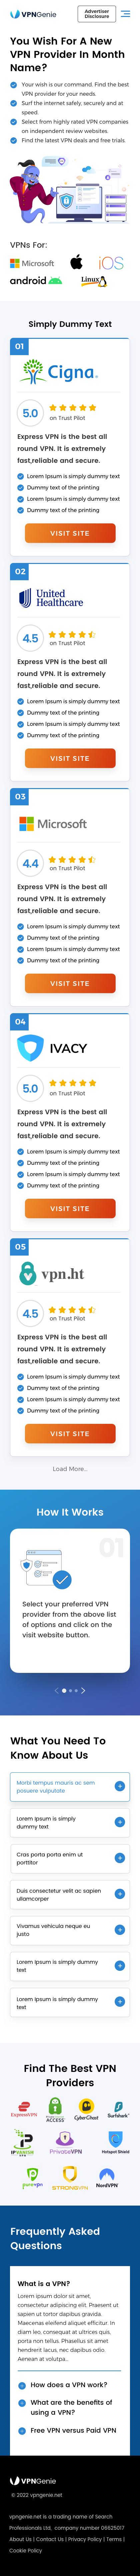 VPNGenie
Advertiser
Disclosure
You Wish For A New
VPN Provider In Month
Name?
Your wish is our command. Find the best
VPN provider for your needs.
Surf the internet safely, securely and at
speed.
Select from highly rated VPN companies
on independent review websites.
Find the latest VPN deals and free trials.
VPNs For:
Microsoft
iOS
android
Linux
Simply Dummy Text
01
Cigna.
5.0
on Trust Pilot
Express VPN is the best all
round VPN. It is extremely
fast,reliable and secure.
Lorem Ipsum is simply dummy text
Dummy text of the printing
Lorem Ipsum is simply dummy text
Dummy text of the printing
VISIT SITE
02
United
Healthcare
4.5
on Trust Pilot
Express VPN is the best all
round VPN. It is extremely
fast,reliable and secure.
Lorem Ipsum is simply dummy text
Dummy text of the printing
Lorem Ipsum is simply dummy text
Dummy text of the printing
VISIT SITE
03
Microsoft
4.4
on Trust Pilot
Express VPN is the best all
round VPN. It is extremely
fast,reliable and secure.
Lorem Ipsum is simply dummy text
Dummy text of the printing
Lorem Ipsum is simply dummy text
Dummy text of the printing
VISIT SITE
04
IVACY
5.0
on Trust Pilot
Express VPN is the best all
round VPN. It is extremely
fast,reliable and secure.
Lorem Ipsum is simply dummy text
Dummy text of the printing
Lorem Ipsum is simply dummy text
Dummy text of the printing
VISIT SITE
05
vpn.ht
4.5
on Trust Pilot
Express VPN is the best all
round VPN. It is extremely
fast,reliable and secure.
Lorem Ipsum is simply dummy text
Dummy text of the printing
Lorem Ipsum is simply dummy text
Dummy text of the printing
VISIT SITE
Load More...
How It Works
01
Select your preferred VPN
provider from the above list
of options and click on the
visit website button.
What You Need To
Know About Us
Morbi tempus mauris ac sem
posuere vulputate
Lorem Ipsum is simply
dummy text
Cras porta porta enim ut
porttitor
Duis consectetur velit ac sapien
ullamcorper
Vivamus vehicula neque eu
justo
Lorem Ipsum is simply dummy
text
Lorem Ipsum is simply dummy
text
Find The Best VPN
Providers
ExpressVPN
ACCESS
CyberGhost
Surfshark
IPVANISH
PrivateVPN
Hotspot Shield
purevpn
STRONGVPN
NordVPN
Frequently Asked
Questions
What is a VPN?
Lorem ipsum dolor sit amet,
consectetur adipiscing elit. Praesent ut
sapien ut tortor dapibus gravida.
Maecenas eleifend aliquet efficitur. In
diam leo, consequat at ultrices quis,
porta non tellus. Phasellus sit amet
hendrerit leo, nec dapibus odio.
Aenean at volutpa...
How does a VPN work?
What are the benefits of
using a VPN?
Free VPN versus Paid VPN
VPNGenie
© 2022 vpngenie.net
vpngenie.net is a trading name of Search
Professionals Ltd, company number 06825017
About Us | Contact Us | Privacy Policy | Terms |
Cookie Policy